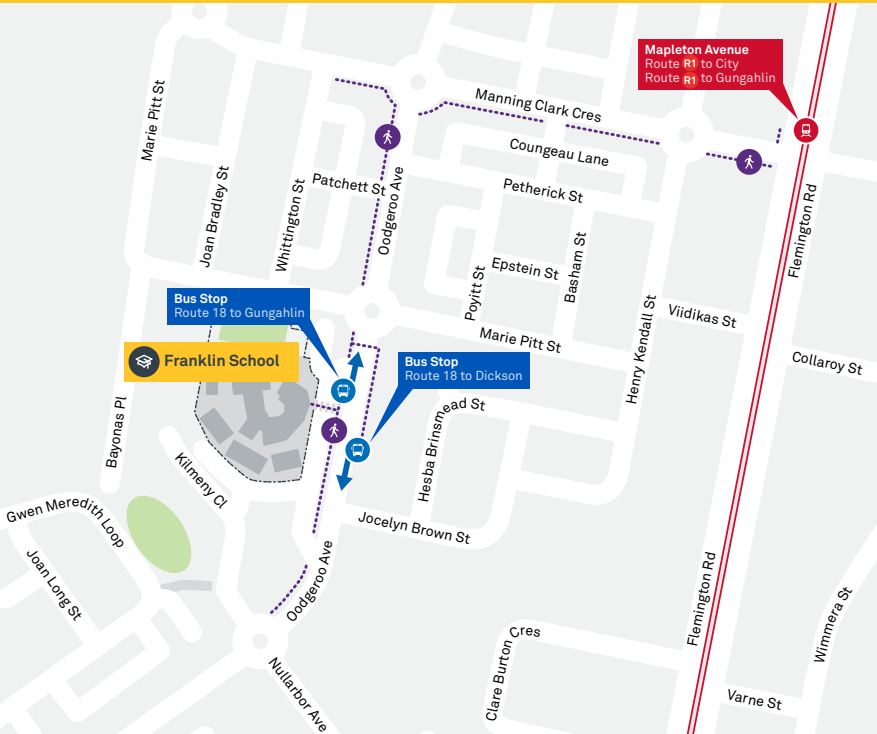 Mapleton Avenue
Route R1 to City
Route R1 to Gungahlin
Manning Clark Cres
Marie Pitt St
Coungeau Lane
Joan Bradley St
Whittington St
Patchett St
Oodgeroo Ave
Petherick St
Flemington Rd
Epstein St
Basham St
Poyitt St
Bus Stop
Route 18 to Gungahlin
Viidikas St
Marie Pitt St
Henry Kendall St
Franklin School
Bus Stop
Route 18 to Dickson
Collaroy St
Bayonas Pl
Hesba Brinsmead St
Kilmeny Cl
Gwen Meredith Loop
Jocelyn Brown St
Joan Long St
Oodgeroo Ave
Flemington Rd
Wimmera St
Clare Burton Cres
Nullarbor Ave
Varne St